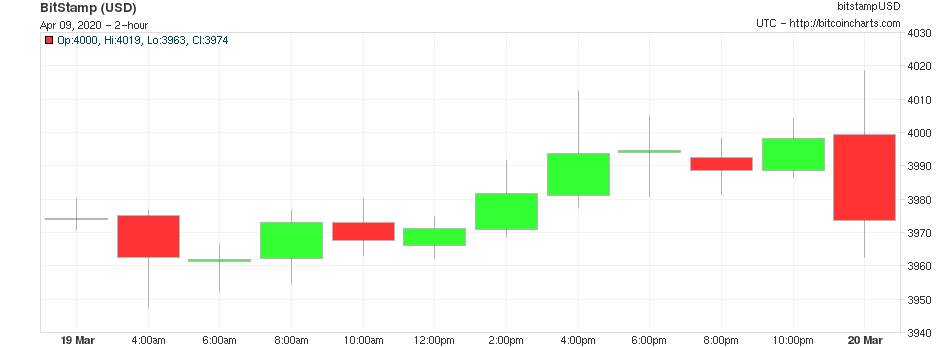 BitStamp (USD)
bitstampUSD
Apr 09, 2020 - 2-hour
UTC - http://bitcoincharts.com
Op:4000, Hi:4019, Lo:3963, Cl:3974
4030
4020
4010
4000
3990
3980
3970
3960
3950
3940
19 Mar 4:00am 6:00am 8:00am 10:00am 12:00pm 2:00pm 4:00pm 6:00pm 8:00pm 10:00pm 20 Mar